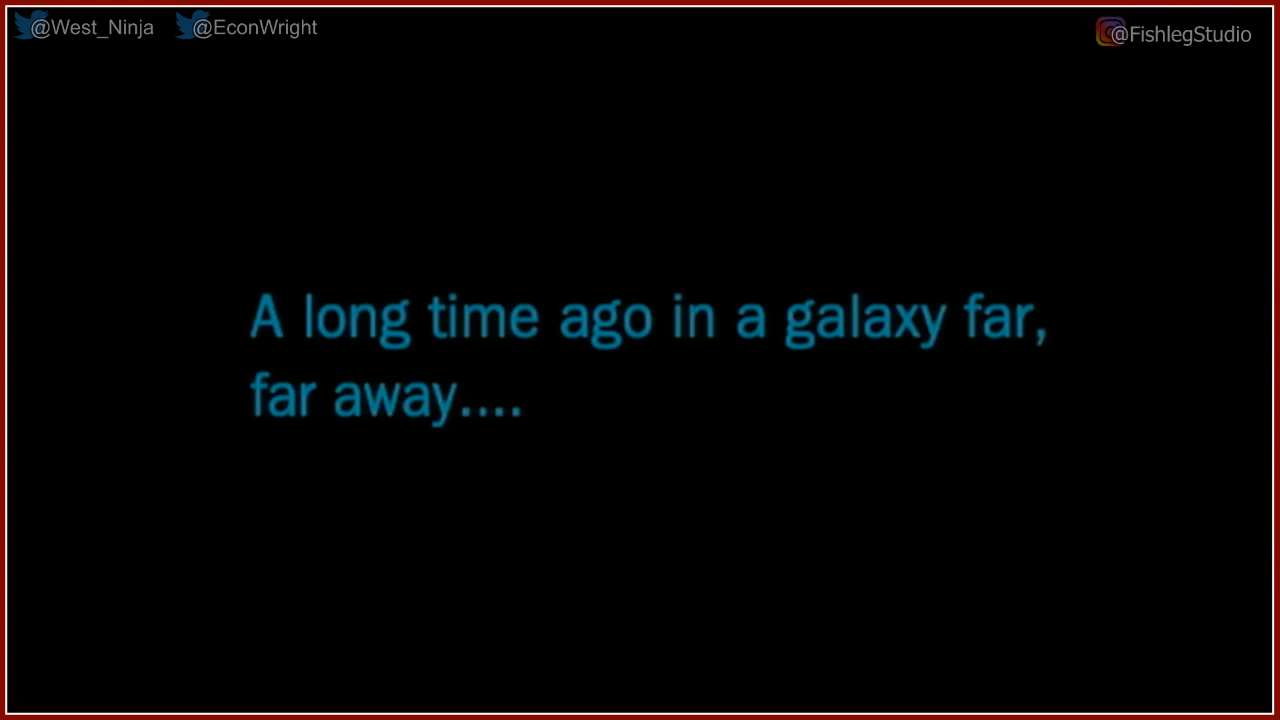 @West_Ninja @EconWright @FishlegStudio
A long time ago in a galaxy far,
far away....